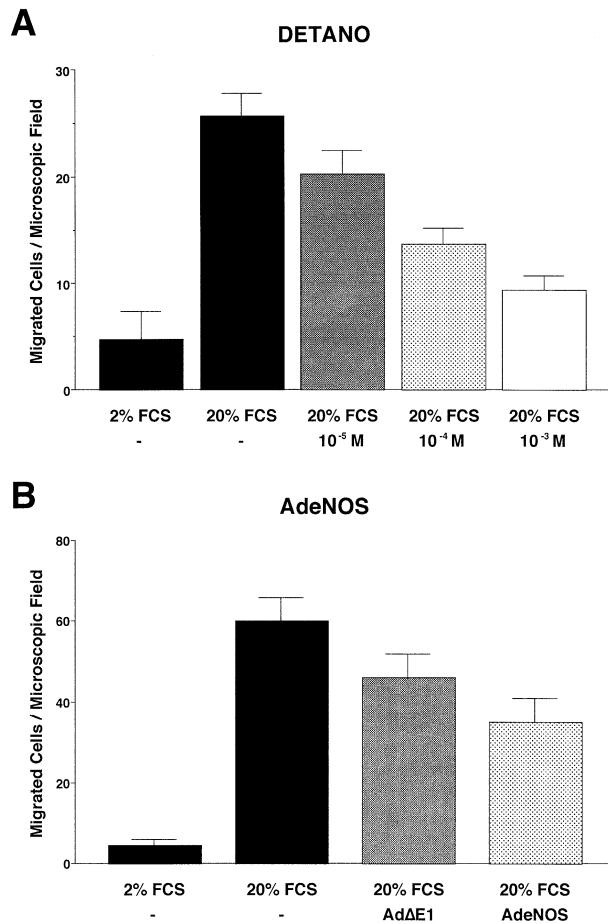 A
DETANO
Migrated Cells / Microscopic Field
30
20
10
0
2% FCS 20% FCS 20% FCS 20% FCS 20% FCS
- - 10⁻⁵ M 10⁻⁴ M 10⁻³ M
B
AdeNOS
Migrated Cells / Microscopic Field
80
60
40
20
0
2% FCS 20% FCS 20% FCS 20% FCS
- - AdΔE1 AdeNOS